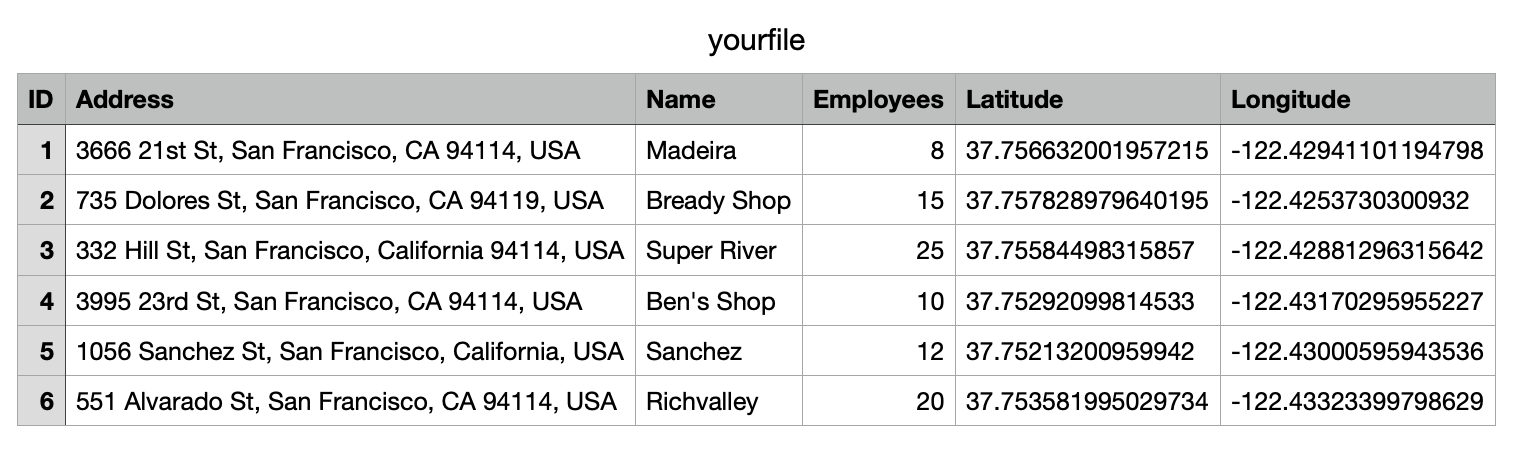 yourfile
ID Address Name Employees Latitude Longitude
1 3666 21st St, San Francisco, CA 94114, USA Madeira 8 37.756632001957215 -122.42941101194798
2 735 Dolores St, San Francisco, CA 94119, USA Bready Shop 15 37.757828979640195 -122.4253730300932
3 332 Hill St, San Francisco, California 94114, USA Super River 25 37.75584498315857 -122.42881296315642
4 3995 23rd St, San Francisco, CA 94114, USA Ben's Shop 10 37.75292099814533 -122.43170295955227
5 1056 Sanchez St, San Francisco, California, USA Sanchez 12 37.75213200959942 -122.43000595943536
6 551 Alvarado St, San Francisco, CA 94114, USA Richvalley 20 37.753581995029734 -122.43323399798629